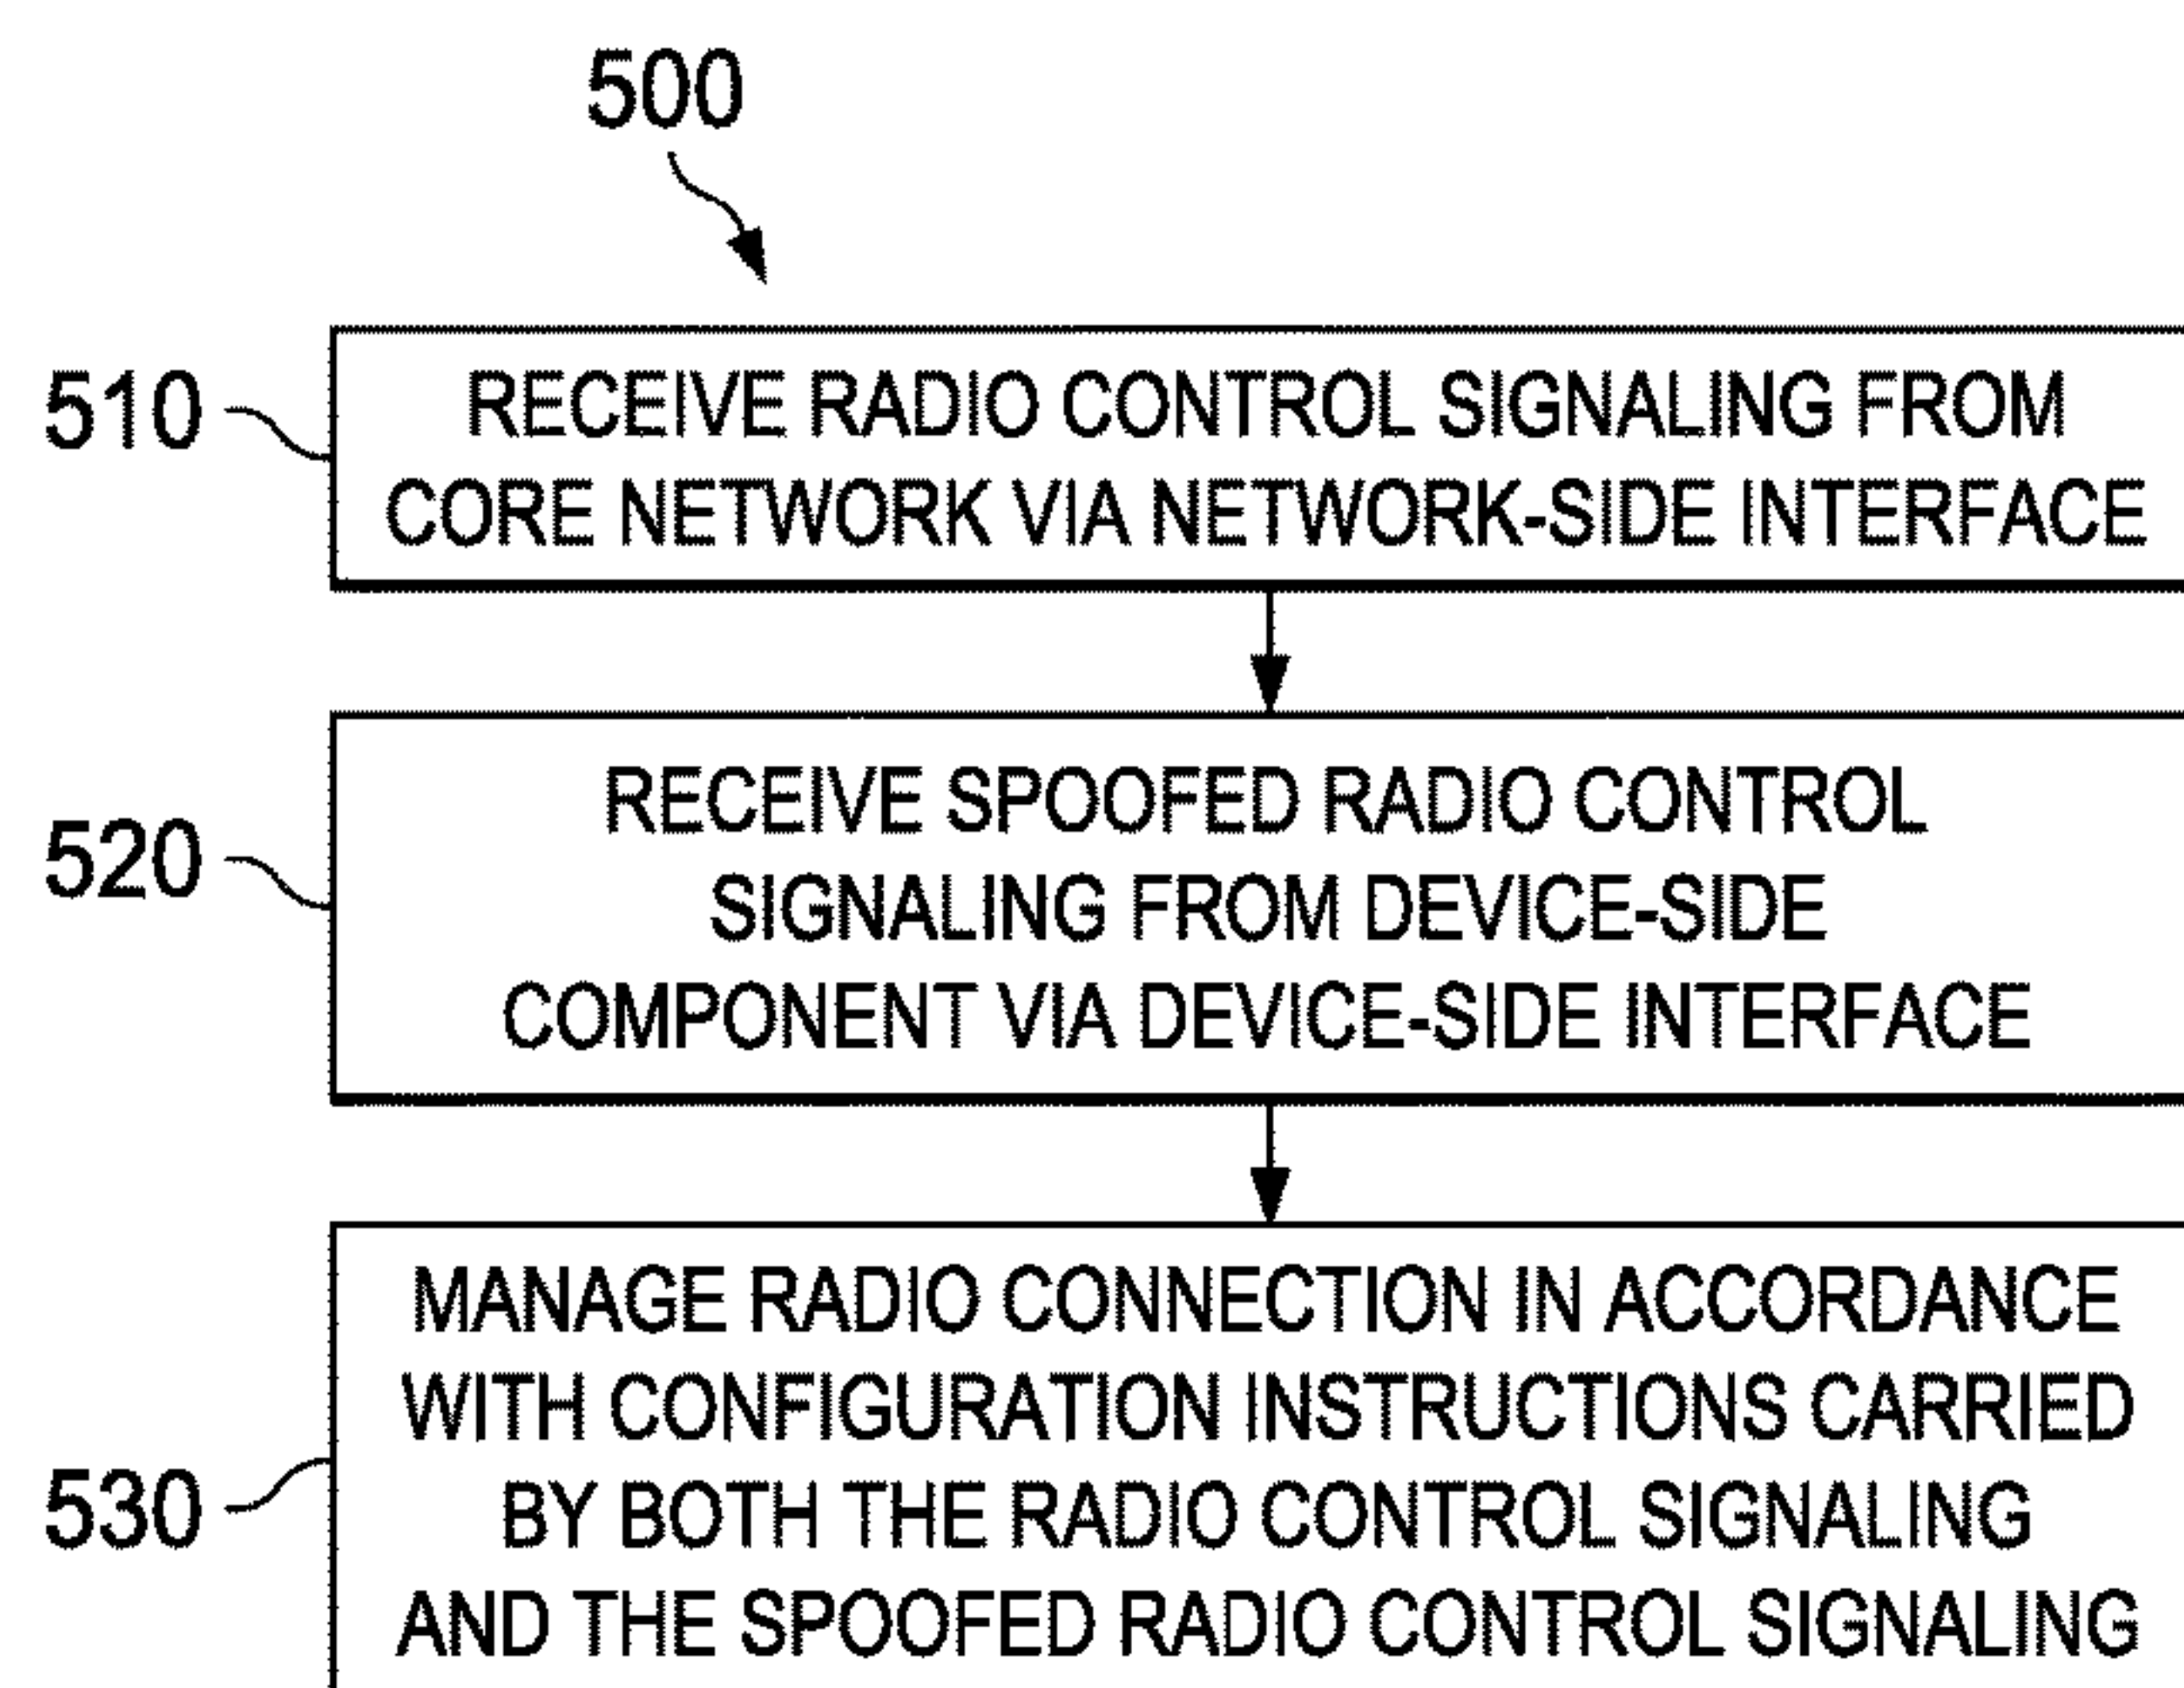 500
510
RECEIVE RADIO CONTROL SIGNALING FROM
CORE NETWORK VIA NETWORK-SIDE INTERFACE
520
RECEIVE SPOOFED RADIO CONTROL
SIGNALING FROM DEVICE-SIDE
COMPONENT VIA DEVICE-SIDE INTERFACE
530
MANAGE RADIO CONNECTION IN ACCORDANCE
WITH CONFIGURATION INSTRUCTIONS CARRIED
BY BOTH THE RADIO CONTROL SIGNALING
AND THE SPOOFED RADIO CONTROL SIGNALING